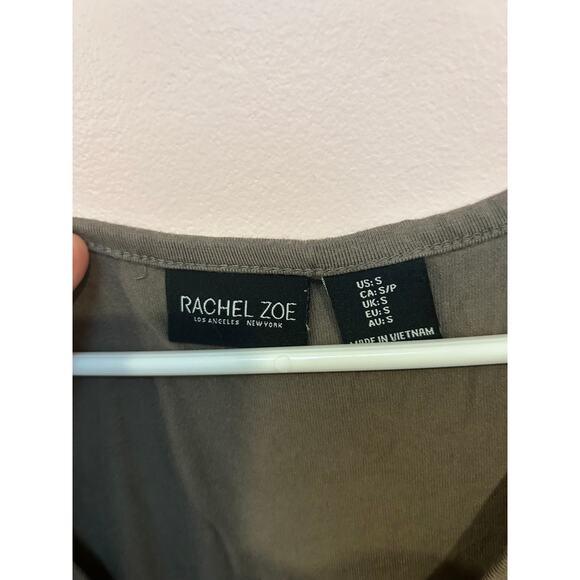 RACHEL ZOE
LOS ANGELES NEW YORK
US: S
CA: S/P
UK: S
EU: S
AU: S
MADE IN VIETNAM